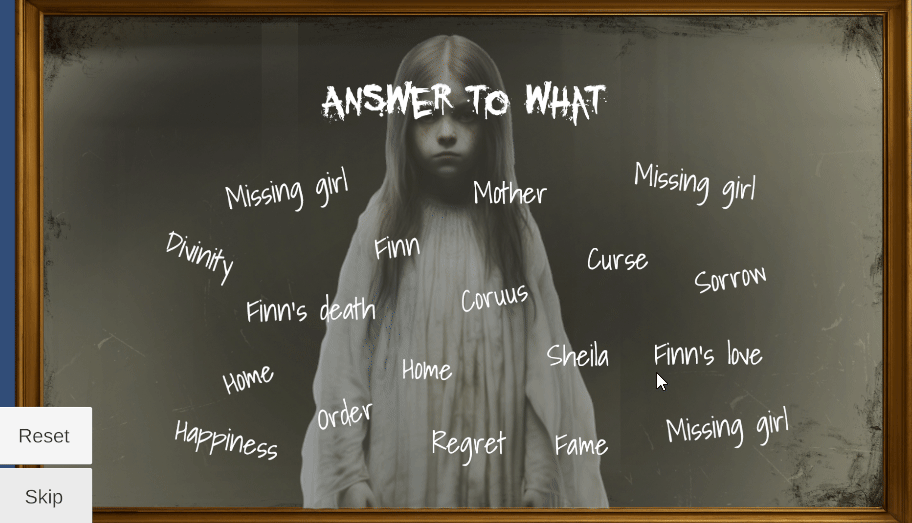 ANSWER TO WHAT
Missing girl
Mother
Missing girl
Divinity
Finn
Curse
Sorrow
Finn's death
Coruus
Home
Home
Sheila
Finn's love
Order
Happiness
Regret
Fame
Missing girl
Reset
Skip